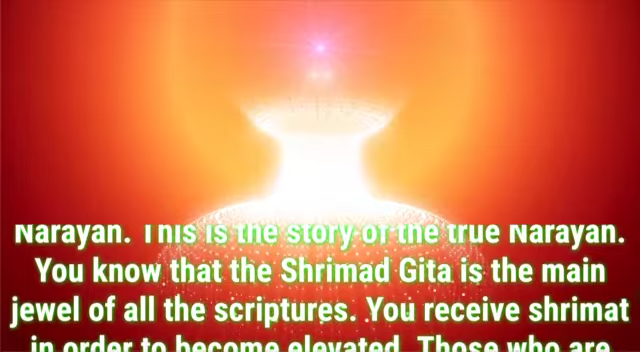 Narayan. This is the story of the true Narayan.
You know that the Shrimad Gita is the main
jewel of all the scriptures. You receive shrimat
in order to become elevated. Those who are